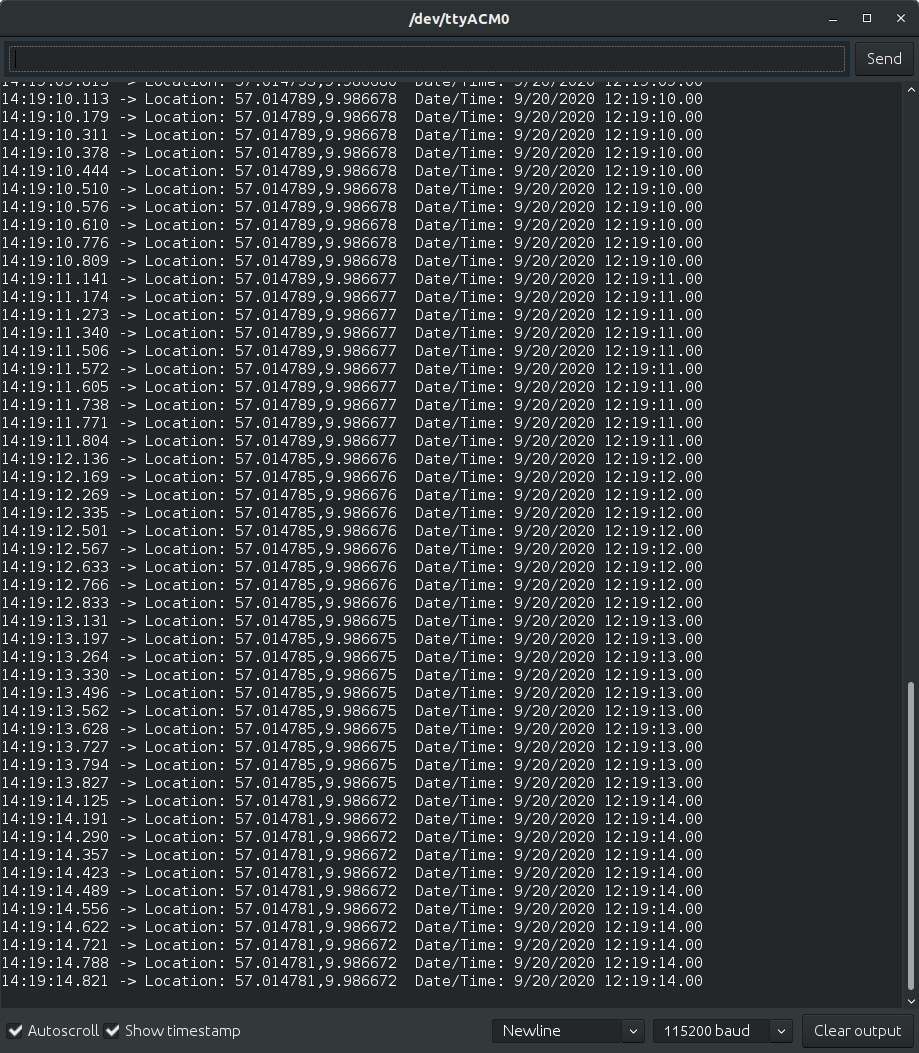 /dev/ttyACM0
Send
14:19:10.113 -> Location: 57.014789,9.986678  Date/Time: 9/20/2020 12:19:10.00
14:19:10.179 -> Location: 57.014789,9.986678  Date/Time: 9/20/2020 12:19:10.00
14:19:10.311 -> Location: 57.014789,9.986678  Date/Time: 9/20/2020 12:19:10.00
14:19:10.378 -> Location: 57.014789,9.986678  Date/Time: 9/20/2020 12:19:10.00
14:19:10.444 -> Location: 57.014789,9.986678  Date/Time: 9/20/2020 12:19:10.00
14:19:10.510 -> Location: 57.014789,9.986678  Date/Time: 9/20/2020 12:19:10.00
14:19:10.576 -> Location: 57.014789,9.986678  Date/Time: 9/20/2020 12:19:10.00
14:19:10.610 -> Location: 57.014789,9.986678  Date/Time: 9/20/2020 12:19:10.00
14:19:10.776 -> Location: 57.014789,9.986678  Date/Time: 9/20/2020 12:19:10.00
14:19:10.809 -> Location: 57.014789,9.986678  Date/Time: 9/20/2020 12:19:10.00
14:19:11.141 -> Location: 57.014789,9.986677  Date/Time: 9/20/2020 12:19:11.00
14:19:11.174 -> Location: 57.014789,9.986677  Date/Time: 9/20/2020 12:19:11.00
14:19:11.273 -> Location: 57.014789,9.986677  Date/Time: 9/20/2020 12:19:11.00
14:19:11.340 -> Location: 57.014789,9.986677  Date/Time: 9/20/2020 12:19:11.00
14:19:11.506 -> Location: 57.014789,9.986677  Date/Time: 9/20/2020 12:19:11.00
14:19:11.572 -> Location: 57.014789,9.986677  Date/Time: 9/20/2020 12:19:11.00
14:19:11.605 -> Location: 57.014789,9.986677  Date/Time: 9/20/2020 12:19:11.00
14:19:11.738 -> Location: 57.014789,9.986677  Date/Time: 9/20/2020 12:19:11.00
14:19:11.771 -> Location: 57.014789,9.986677  Date/Time: 9/20/2020 12:19:11.00
14:19:11.804 -> Location: 57.014789,9.986677  Date/Time: 9/20/2020 12:19:11.00
14:19:12.136 -> Location: 57.014785,9.986676  Date/Time: 9/20/2020 12:19:12.00
14:19:12.169 -> Location: 57.014785,9.986676  Date/Time: 9/20/2020 12:19:12.00
14:19:12.269 -> Location: 57.014785,9.986676  Date/Time: 9/20/2020 12:19:12.00
14:19:12.335 -> Location: 57.014785,9.986676  Date/Time: 9/20/2020 12:19:12.00
14:19:12.501 -> Location: 57.014785,9.986676  Date/Time: 9/20/2020 12:19:12.00
14:19:12.567 -> Location: 57.014785,9.986676  Date/Time: 9/20/2020 12:19:12.00
14:19:12.633 -> Location: 57.014785,9.986676  Date/Time: 9/20/2020 12:19:12.00
14:19:12.766 -> Location: 57.014785,9.986676  Date/Time: 9/20/2020 12:19:12.00
14:19:12.833 -> Location: 57.014785,9.986676  Date/Time: 9/20/2020 12:19:12.00
14:19:13.131 -> Location: 57.014785,9.986675  Date/Time: 9/20/2020 12:19:13.00
14:19:13.197 -> Location: 57.014785,9.986675  Date/Time: 9/20/2020 12:19:13.00
14:19:13.264 -> Location: 57.014785,9.986675  Date/Time: 9/20/2020 12:19:13.00
14:19:13.330 -> Location: 57.014785,9.986675  Date/Time: 9/20/2020 12:19:13.00
14:19:13.496 -> Location: 57.014785,9.986675  Date/Time: 9/20/2020 12:19:13.00
14:19:13.562 -> Location: 57.014785,9.986675  Date/Time: 9/20/2020 12:19:13.00
14:19:13.628 -> Location: 57.014785,9.986675  Date/Time: 9/20/2020 12:19:13.00
14:19:13.727 -> Location: 57.014785,9.986675  Date/Time: 9/20/2020 12:19:13.00
14:19:13.794 -> Location: 57.014785,9.986675  Date/Time: 9/20/2020 12:19:13.00
14:19:13.827 -> Location: 57.014785,9.986675  Date/Time: 9/20/2020 12:19:13.00
14:19:14.125 -> Location: 57.014781,9.986672  Date/Time: 9/20/2020 12:19:14.00
14:19:14.191 -> Location: 57.014781,9.986672  Date/Time: 9/20/2020 12:19:14.00
14:19:14.290 -> Location: 57.014781,9.986672  Date/Time: 9/20/2020 12:19:14.00
14:19:14.357 -> Location: 57.014781,9.986672  Date/Time: 9/20/2020 12:19:14.00
14:19:14.423 -> Location: 57.014781,9.986672  Date/Time: 9/20/2020 12:19:14.00
14:19:14.489 -> Location: 57.014781,9.986672  Date/Time: 9/20/2020 12:19:14.00
14:19:14.556 -> Location: 57.014781,9.986672  Date/Time: 9/20/2020 12:19:14.00
14:19:14.622 -> Location: 57.014781,9.986672  Date/Time: 9/20/2020 12:19:14.00
14:19:14.721 -> Location: 57.014781,9.986672  Date/Time: 9/20/2020 12:19:14.00
14:19:14.788 -> Location: 57.014781,9.986672  Date/Time: 9/20/2020 12:19:14.00
14:19:14.821 -> Location: 57.014781,9.986672  Date/Time: 9/20/2020 12:19:14.00
Autoscroll Show timestamp Newline 115200 baud Clear output